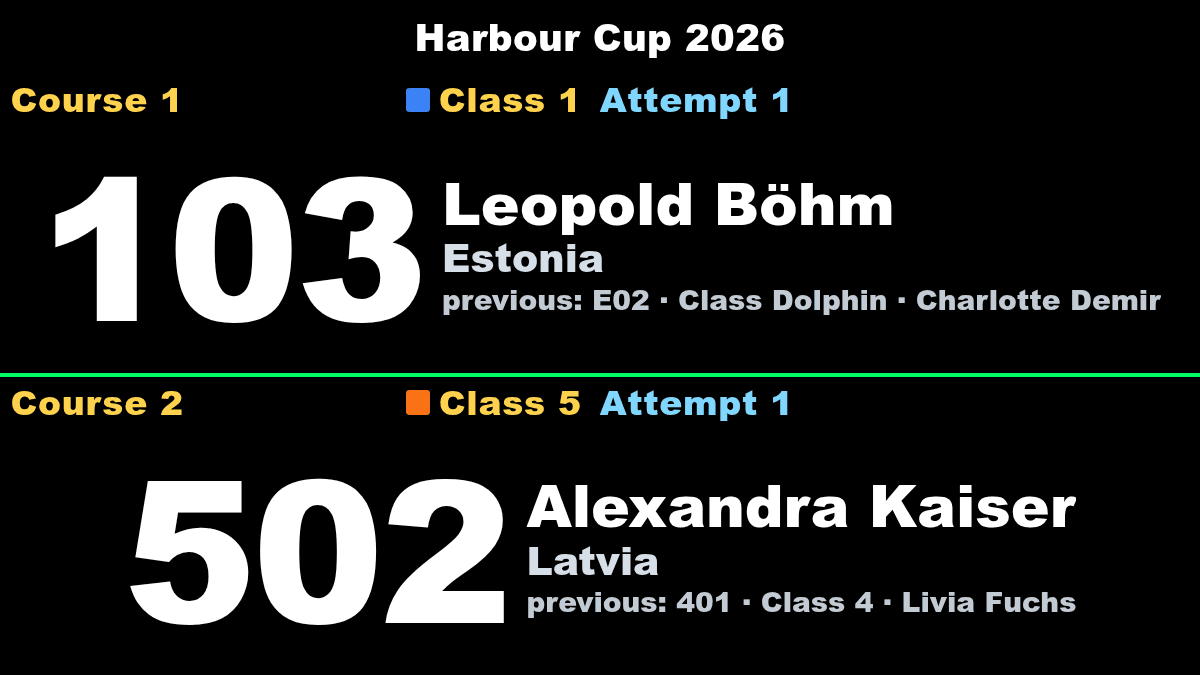 Harbour Cup 2026
Course 1
Class 1 Attempt 1
103
Leopold Böhm
Estonia
previous: E02 · Class Dolphin · Charlotte Demir
Course 2
Class 5 Attempt 1
502
Alexandra Kaiser
Latvia
previous: 401 · Class 4 · Livia Fuchs